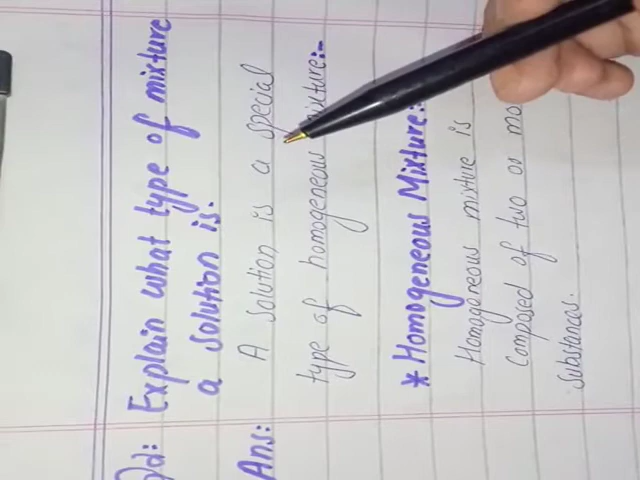 Explain what type of mixture
a solution is.
Ans: A solution is a special
type of homogeneous mixture:-
* Homogeneous Mixture:-
Homogeneous mixture is
Composed of two or mo
Substances.